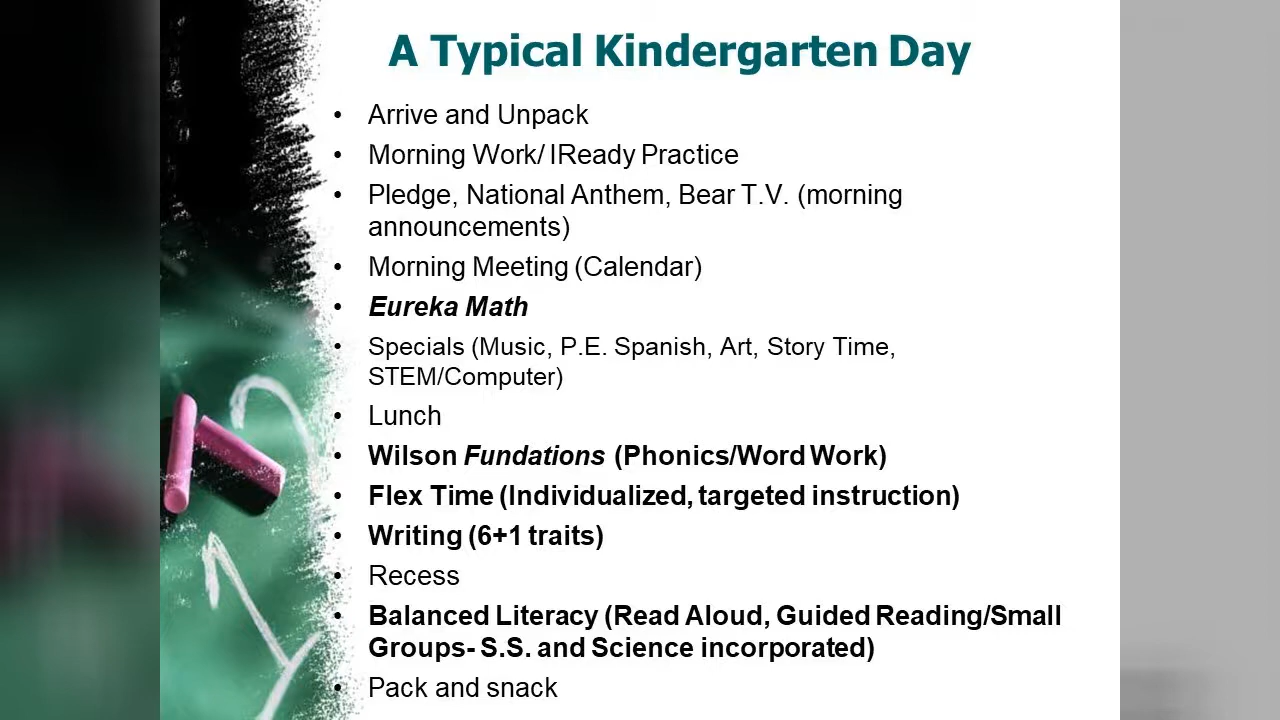 A Typical Kindergarten Day
• Arrive and Unpack
• Morning Work/ IReady Practice
• Pledge, National Anthem, Bear T.V. (morning
announcements)
• Morning Meeting (Calendar)
• Eureka Math
• Specials (Music, P.E. Spanish, Art, Story Time,
STEM/Computer)
• Lunch
• Wilson Fundations (Phonics/Word Work)
• Flex Time (Individualized, targeted instruction)
• Writing (6+1 traits)
• Recess
• Balanced Literacy (Read Aloud, Guided Reading/Small
Groups- S.S. and Science incorporated)
• Pack and snack